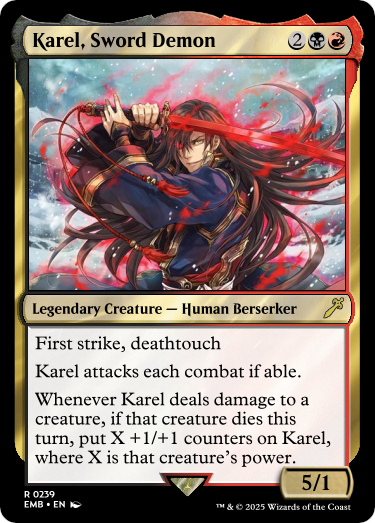 Karel, Sword Demon 2
Legendary Creature — Human Berserker
First strike, deathtouch
Karel attacks each combat if able.
Whenever Karel deals damage to a
creature, if that creature dies this
turn, put X +1/+1 counters on Karel,
where X is that creature's power.
5/1
R 0239
EMB • EN
™ & © 2025 Wizards of the Coast